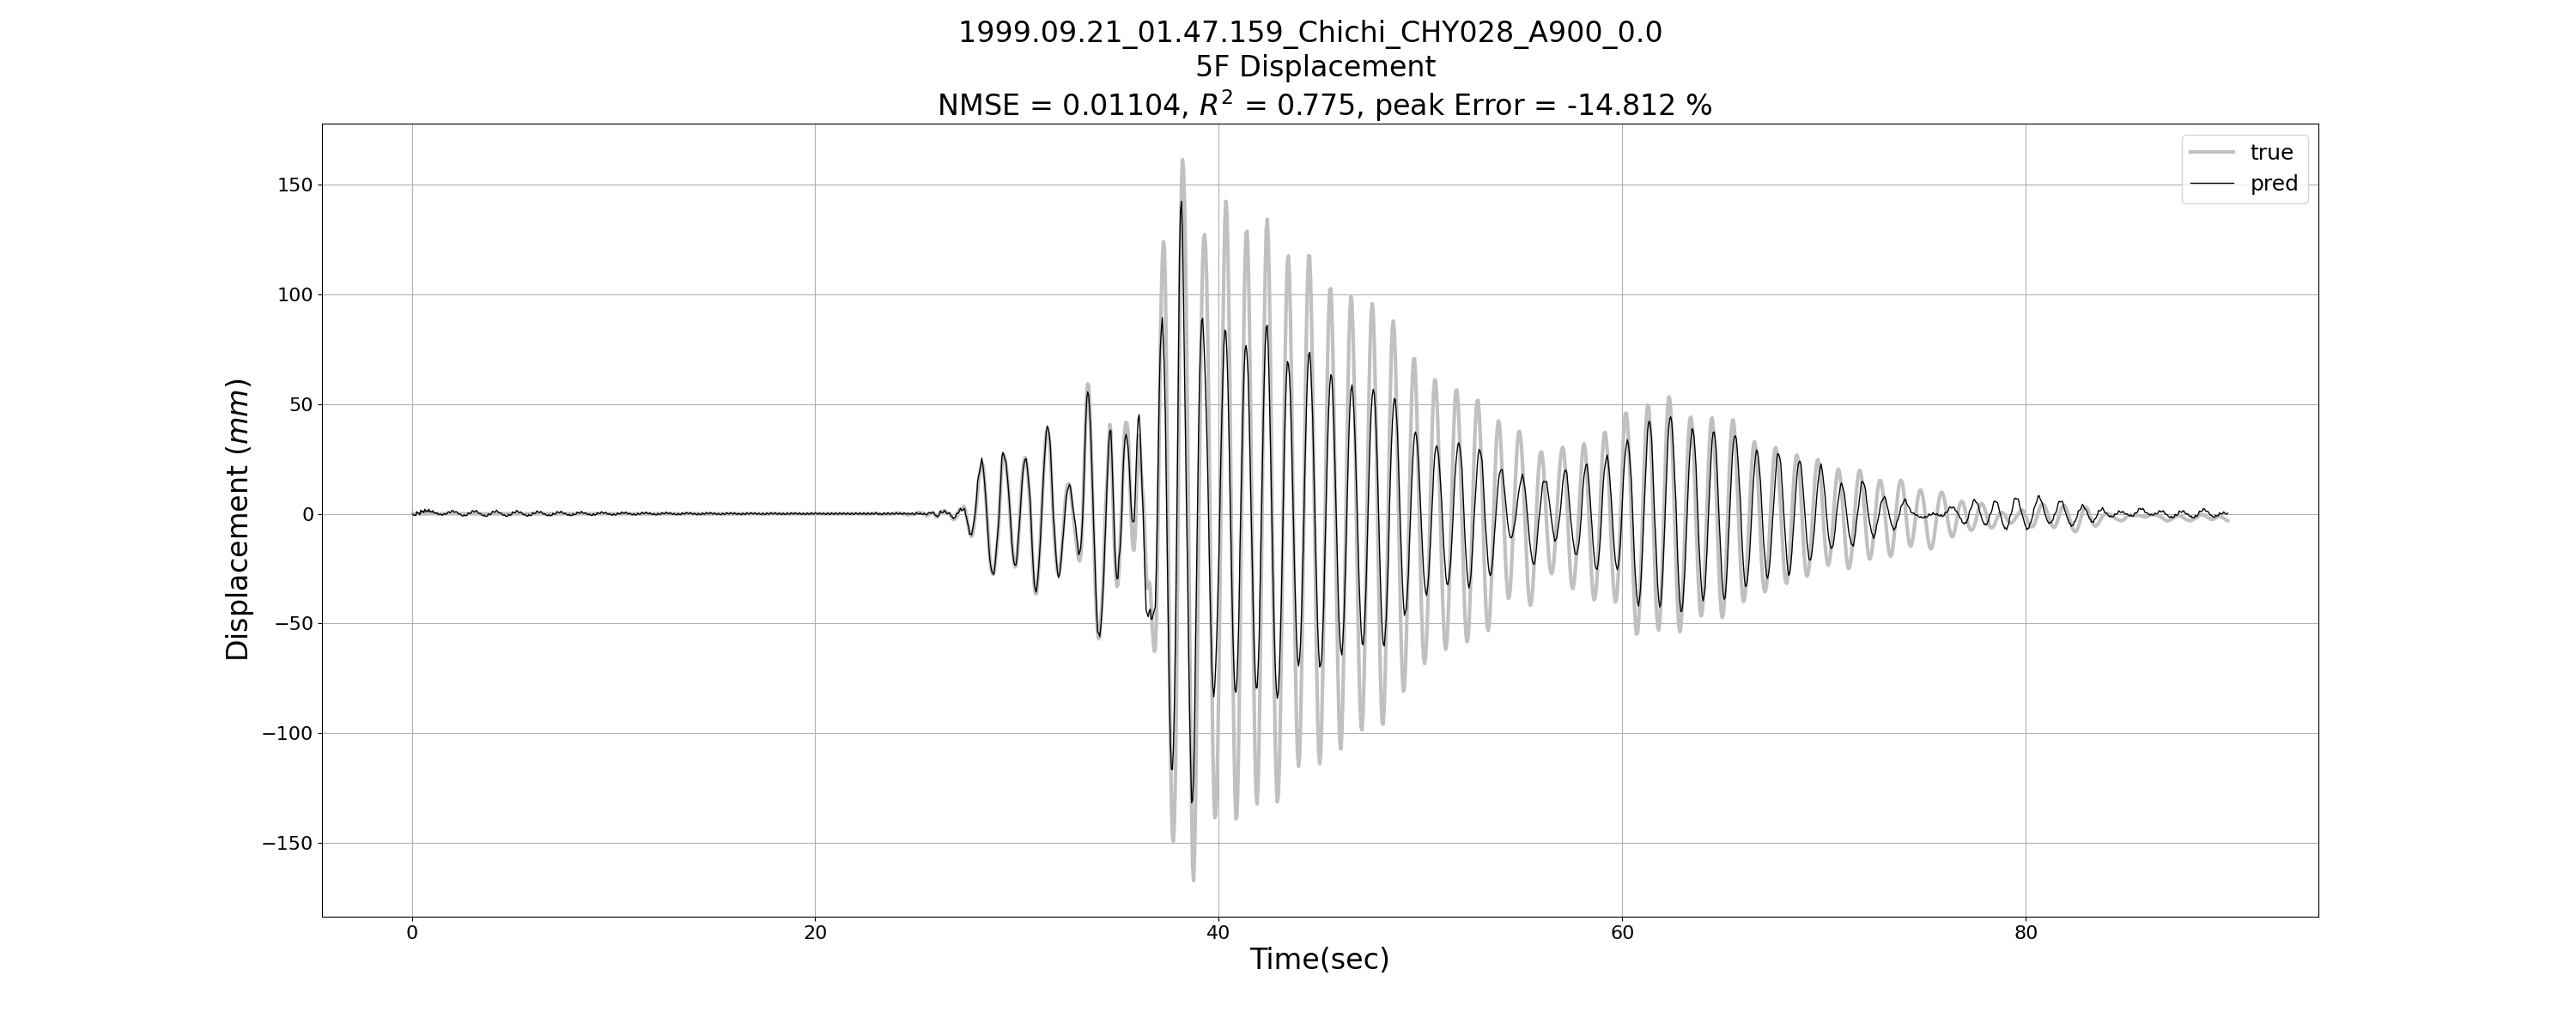 1999.09.21_01.47.159_Chichi_CHY028_A900_0.0
5F Displacement
NMSE = 0.01104, R² = 0.775, peak Error = -14.812 %
true
pred
Displacement (mm)
150
100
50
0
−50
−100
−150
0
20
40
60
80
Time(sec)